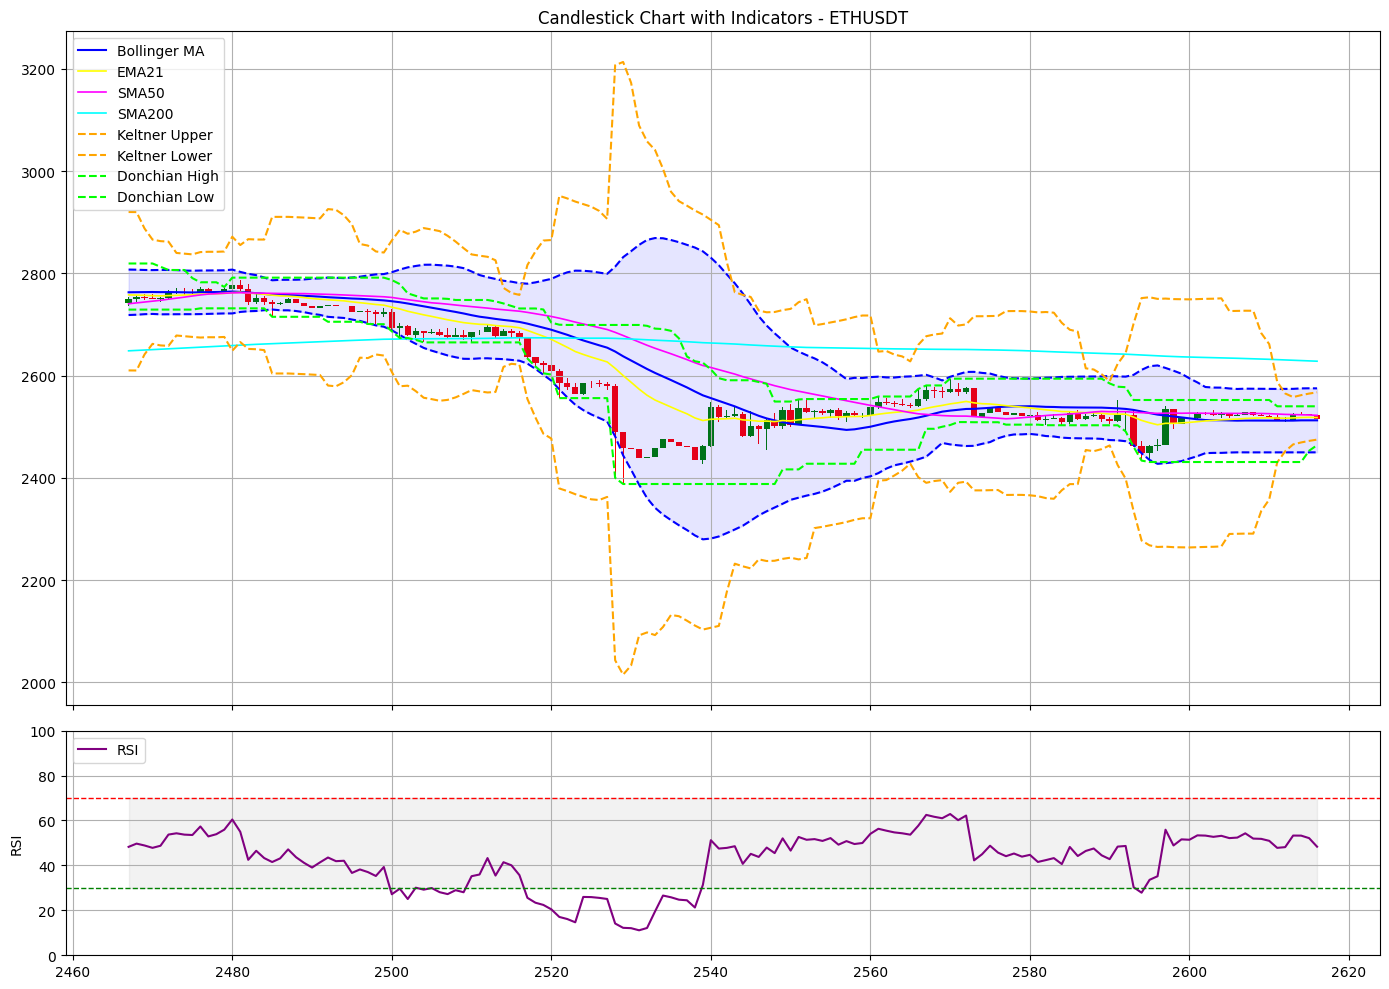 Candlestick Chart with Indicators - ETHUSDT
Bollinger MA
EMA21
SMA50
SMA200
Keltner Upper
Keltner Lower
Donchian High
Donchian Low
3200
3000
2800
2600
2400
2200
2000
RSI
100
80
60
40
20
0
RSI
2460 2480 2500 2520 2540 2560 2580 2600 2620